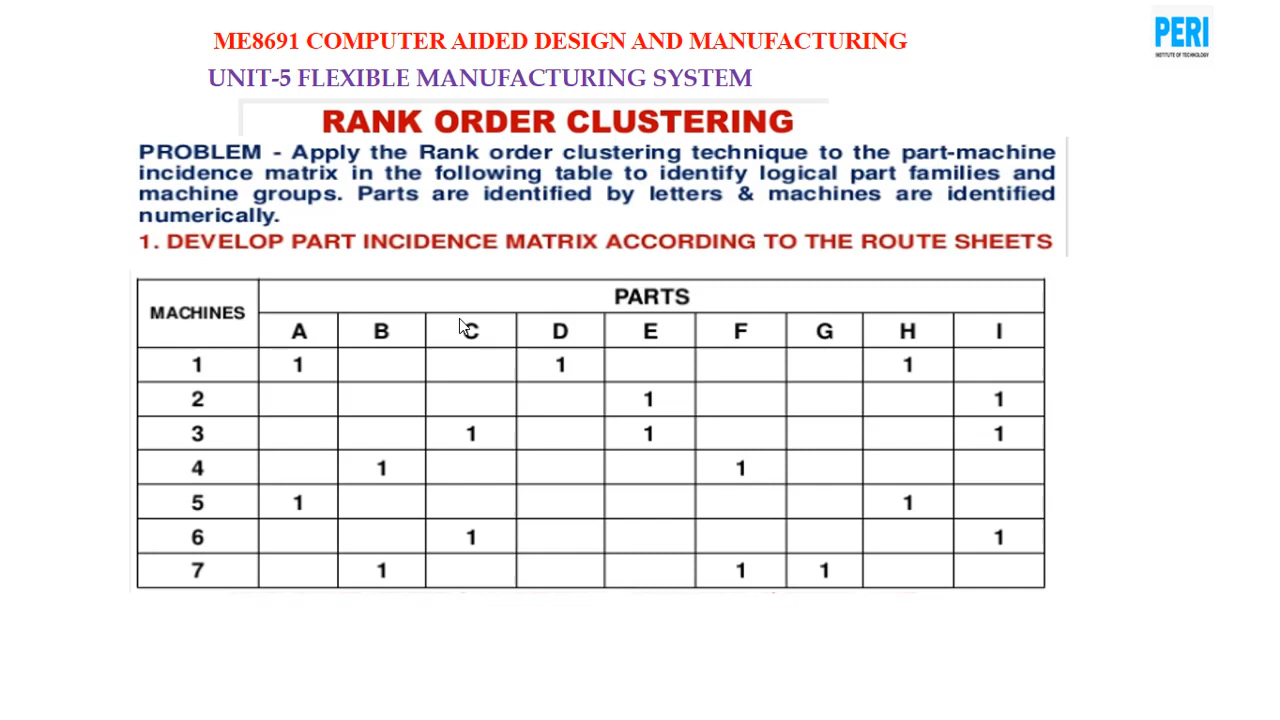 PERI
INSTITUTE OF TECHNOLOGY
ME8691 COMPUTER AIDED DESIGN AND MANUFACTURING
UNIT-5 FLEXIBLE MANUFACTURING SYSTEM
RANK ORDER CLUSTERING
PROBLEM - Apply the Rank order clustering technique to the part-machine
incidence matrix in the following table to identify logical part families and
machine groups. Parts are identified by letters & machines are identified
numerically.
1. DEVELOP PART INCIDENCE MATRIX ACCORDING TO THE ROUTE SHEETS
MACHINES PARTS
A B C D E F G H I
1 1 1 1
2 1 1
3 1 1 1
4 1 1
5 1 1
6 1 1
7 1 1 1